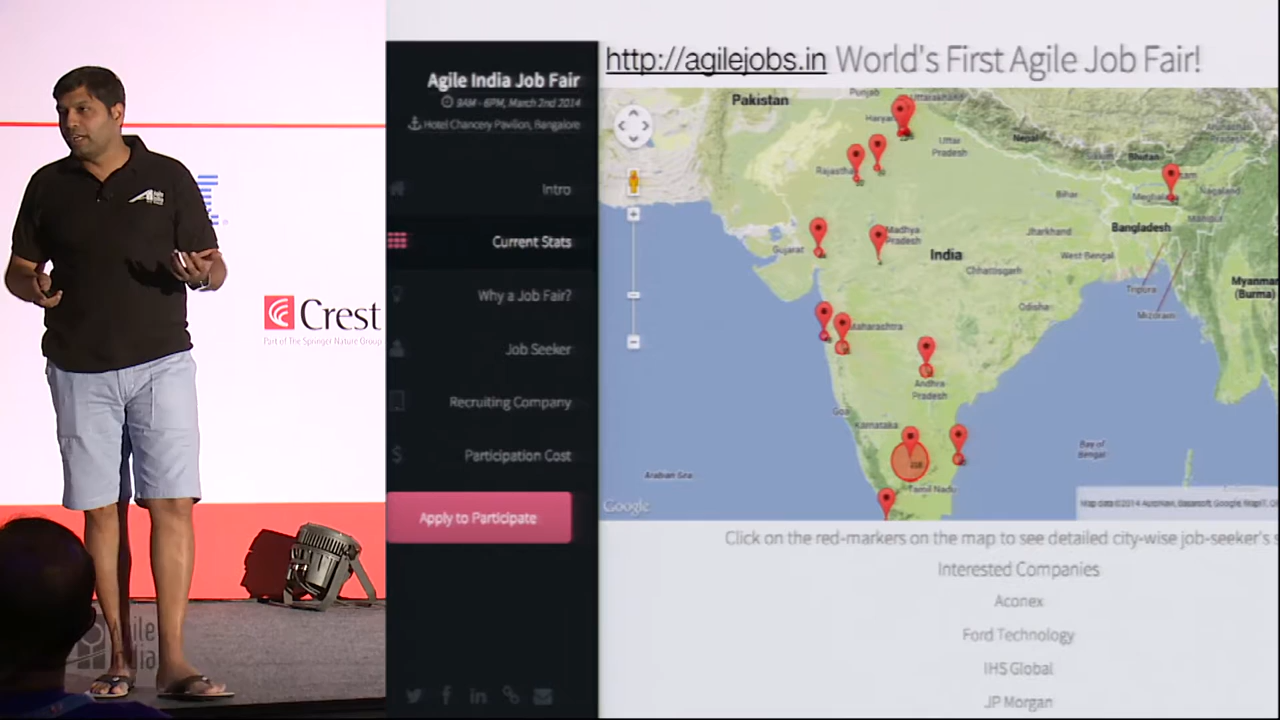 http://agilejobs.in World's First Agile Job Fair!
Agile India Job Fair
9AM - 6PM, March 2nd 2014
Hotel Chancery Pavilion, Bangalore
Intro
Current Stats
Why a Job Fair?
Job Seeker
Recruiting Company
Participation Cost
Apply to Participate
Pakistan
Punjab
Uttarakhand
Nepal
Uttar
Pradesh
Bhutan
Nagaland
Manipur
Bihar
Bangladesh
Gujarat
Madhya
Pradesh
India
Jharkhand
West Bengal
Chhattisgarh
Tripura
Mizoram
Myanmar
(Burma)
Odisha
Maharashtra
Andhra
Pradesh
Goa
Karnataka
Bay of
Bengal
Arabian Sea
Tamil Nadu
Google
Click on the red-markers on the map to see detailed city-wise job-seeker's s
Interested Companies
Aconex
Ford Technology
IHS Global
JP Morgan
Crest
Part of The Springer Nature Group
Agile
India